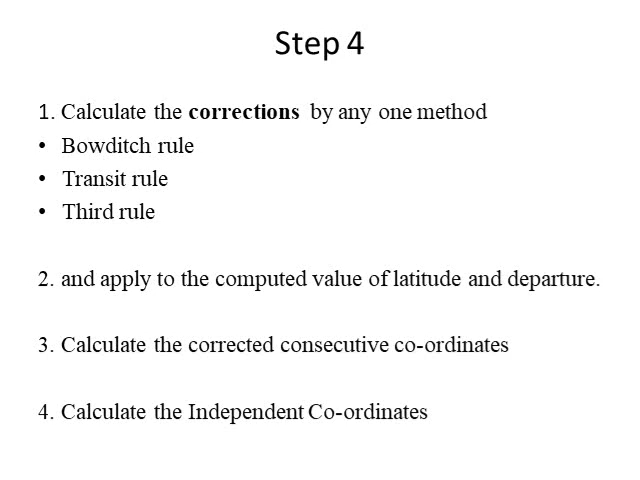 Step 4
1. Calculate the corrections by any one method
• Bowditch rule
• Transit rule
• Third rule
2. and apply to the computed value of latitude and departure.
3. Calculate the corrected consecutive co-ordinates
4. Calculate the Independent Co-ordinates